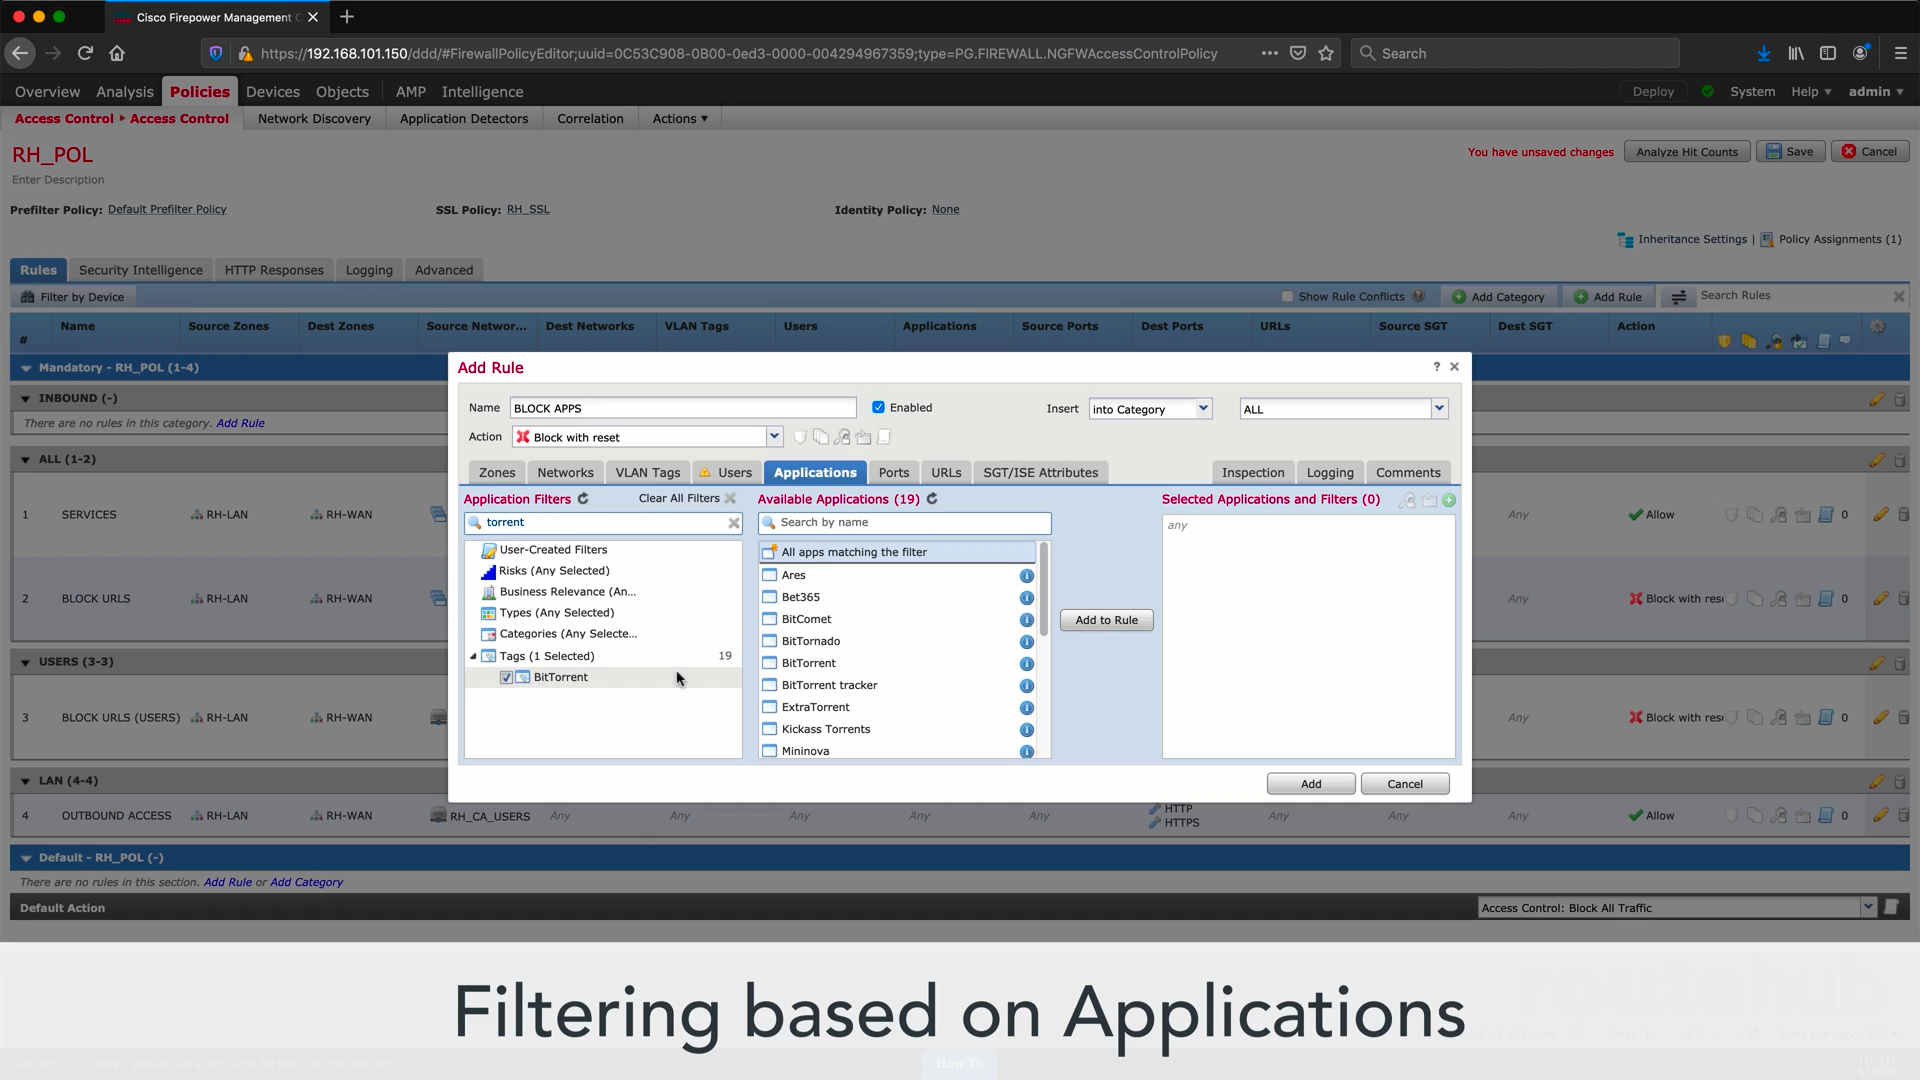 Cisco Firepower Management C
https://192.168.101.150/ddd/#FirewallPolicyEditor;uuid=0C53C908-0B00-0ed3-0000-004294967359;type=PG.FIREWALL.NGFWAccessControlPolicy
Search
Overview Analysis Policies Devices Objects AMP Intelligence
Deploy System Help admin
Access Control Access Control Network Discovery Application Detectors Correlation Actions
RH_POL
You have unsaved changes Analyze Hit Counts Save Cancel
Enter Description
Prefilter Policy: Default Prefilter Policy SSL Policy: RH_SSL Identity Policy: None
Inheritance Settings | Policy Assignments (1)
Rules Security Intelligence HTTP Responses Logging Advanced
Filter by Device Show Rule Conflicts Add Category Add Rule Search Rules
# Name Source Zones Dest Zones Source Networ... Dest Networks VLAN Tags Users Applications Source Ports Dest Ports URLs Source SGT Dest SGT Action
Mandatory - RH_POL (1-4)
INBOUND (-)
There are no rules in this category. Add Rule
ALL (1-2)
1 SERVICES RH-LAN RH-WAN Any Allow 0
2 BLOCK URLS RH-LAN RH-WAN Any Block with rese 0
USERS (3-3)
3 BLOCK URLS (USERS) RH-LAN RH-WAN Any Block with rese 0
LAN (4-4)
4 OUTBOUND ACCESS RH-LAN RH-WAN RH_CA_USERS Any Any Any Any Any HTTP HTTPS Any Any Any Allow 0
Default - RH_POL (-)
There are no rules in this section. Add Rule or Add Category
Default Action Access Control: Block All Traffic
Add Rule ?
Name BLOCK APPS Enabled Insert into Category ALL
Action Block with reset
Zones Networks VLAN Tags Users Applications Ports URLs SGT/ISE Attributes Inspection Logging Comments
Application Filters Clear All Filters
torrent
User-Created Filters
Risks (Any Selected)
Business Relevance (An...
Types (Any Selected)
Categories (Any Selecte...
Tags (1 Selected) 19
BitTorrent
Available Applications (19)
Search by name
All apps matching the filter
Ares
Bet365
BitComet
BitTornado
BitTorrent
BitTorrent tracker
ExtraTorrent
Kickass Torrents
Mininova
Add to Rule
Selected Applications and Filters (0)
any
Add Cancel
Filtering based on Applications
How To